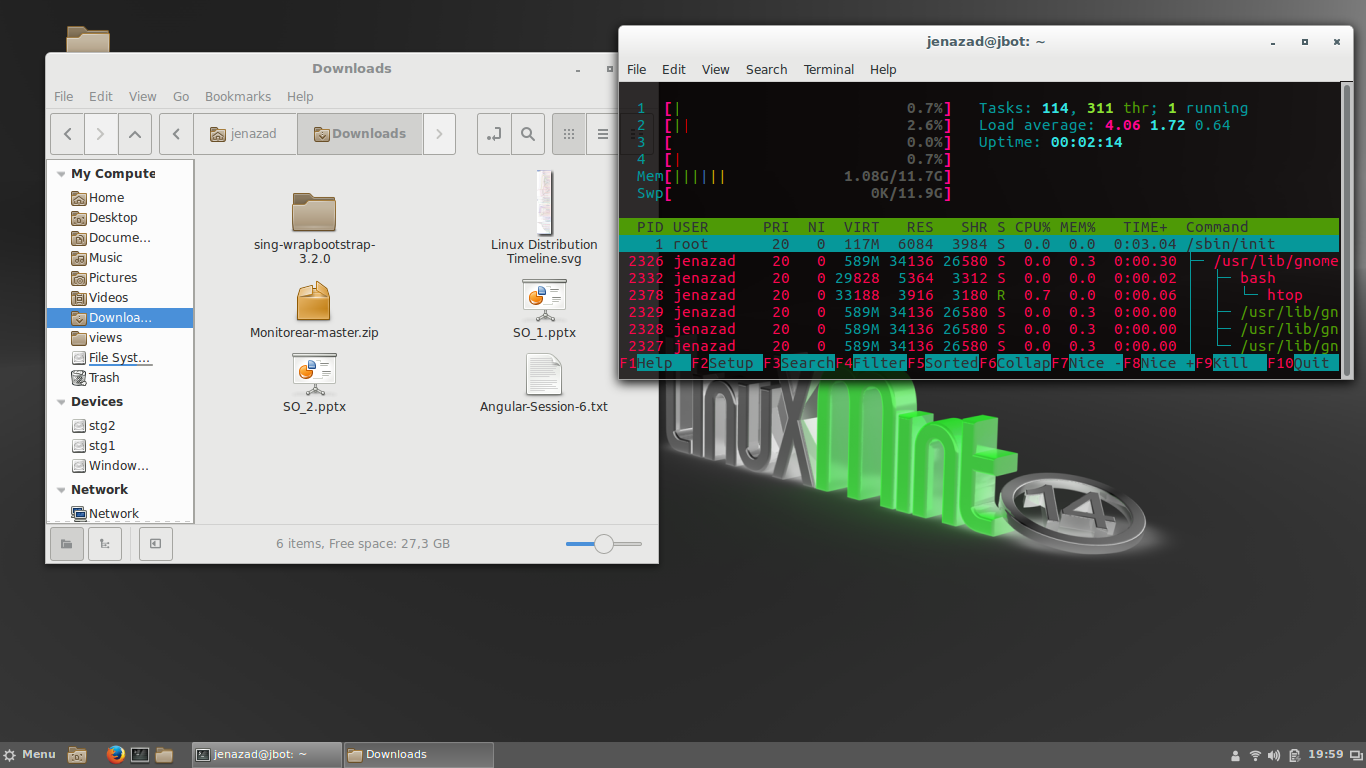 Downloads
File Edit View Go Bookmarks Help
jenazad Downloads
My Compute
Home
Desktop
Docume...
Music
Pictures
Videos
Downloa...
views
File Syst...
Trash
Devices
stg2
stg1
Window...
Network
Network
sing-wrapbootstrap-
3.2.0
Linux Distribution
Timeline.svg
Monitorear-master.zip
SO_1.pptx
SO_2.pptx
Angular-Session-6.txt
6 items, Free space: 27,3 GB
jenazad@jbot: ~
File Edit View Search Terminal Help
1 [| 0.7%] Tasks: 114, 311 thr; 1 running
2 [|| 2.6%] Load average: 4.06 1.72 0.64
3 [ 0.0%] Uptime: 00:02:14
4 [| 0.7%]
Mem[|||||| 1.08G/11.7G]
Swp[ 0K/11.9G]
PID USER PRI NI VIRT RES SHR S CPU% MEM% TIME+ Command
1 root 20 0 117M 6084 3984 S 0.0 0.0 0:03.04 /sbin/init
2326 jenazad 20 0 589M 34136 26580 S 0.0 0.3 0:00.30 ├─ /usr/lib/gnome
2332 jenazad 20 0 29828 5364 3312 S 0.0 0.0 0:00.02 │ ├─ bash
2378 jenazad 20 0 33188 3916 3180 R 0.7 0.0 0:00.06 │ │ └─ htop
2329 jenazad 20 0 589M 34136 26580 S 0.0 0.3 0:00.00 │ ├─ /usr/lib/gn
2328 jenazad 20 0 589M 34136 26580 S 0.0 0.3 0:00.00 │ ├─ /usr/lib/gn
2327 jenazad 20 0 589M 34136 26580 S 0.0 0.3 0:00.00 │ └─ /usr/lib/gn
F1Help F2Setup F3SearchF4FilterF5SortedF6CollapF7Nice -F8Nice +F9Kill F10Quit
LinuxMint 14
Menu jenazad@jbot: ~ Downloads 19:59